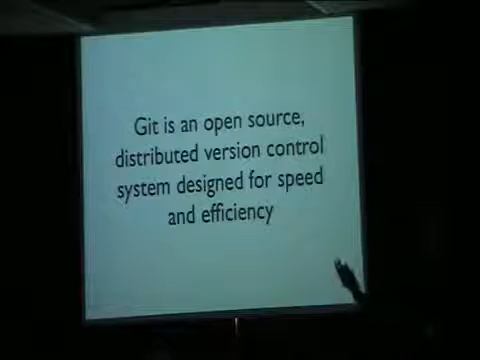 Git is an open source,
distributed version control
system designed for speed
and efficiency